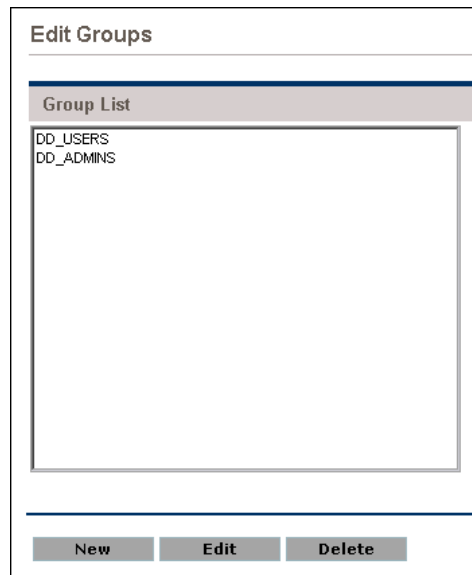 Edit Groups
Group List
DD_USERS
DD_ADMINS
New Edit Delete